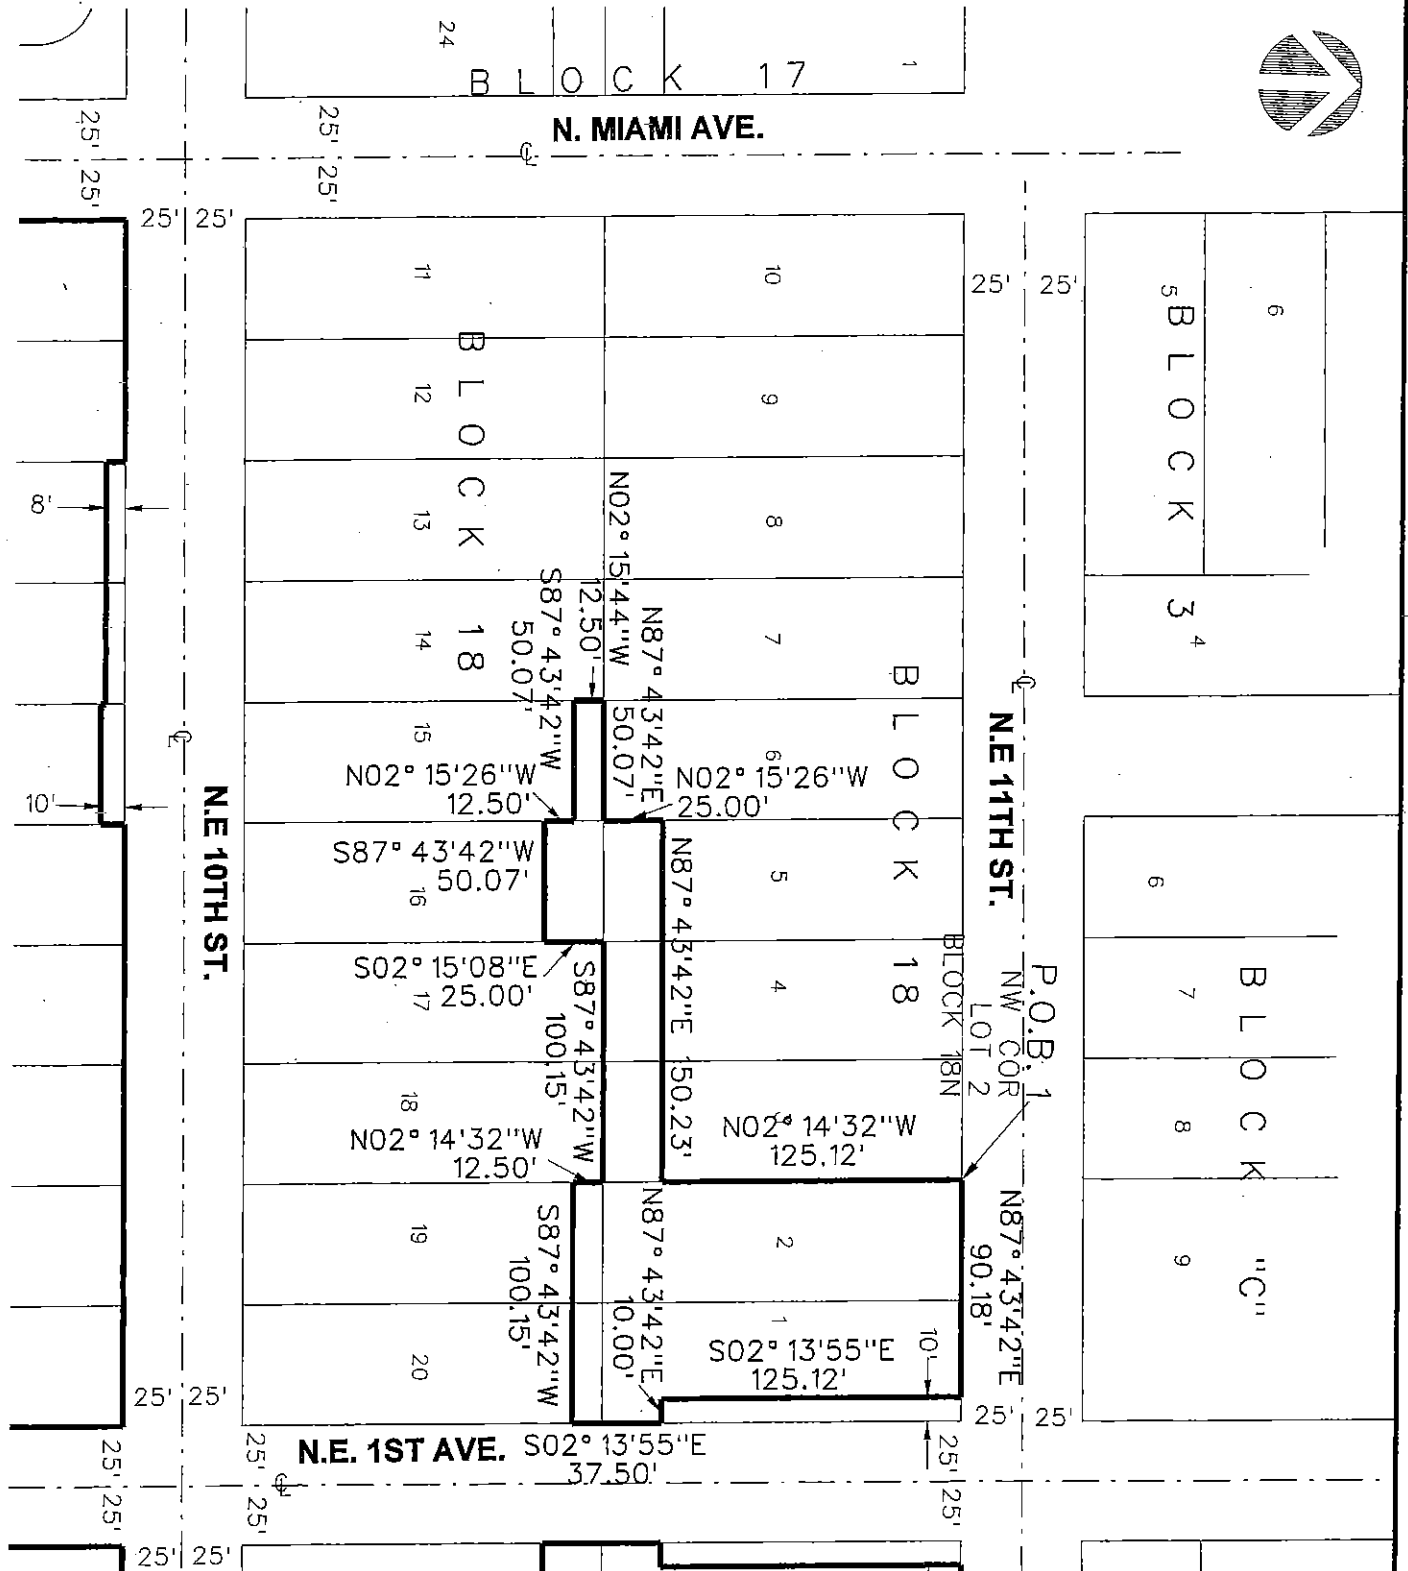 24
BLOCK 17
1
N. MIAMI AVE.
25'
25'
25'
25'
25' 25'
11
10
25' 25'
5
6
BLOCK 3
4
12
9
BLOCK 18
13
8
8'
N02° 15'44"W
12.50'
S87° 43'42"W
50.07'
N87° 43'42"E
50.07'
14
7
BLOCK 18
15
6
N02° 15'26"W
12.50'
N02° 15'26"W
25.00'
10'
N.E 10TH ST.
N.E 11TH ST.
S87° 43'42"W
50.07'
16
5
6
N87° 43'42"E 150.23'
S02° 15'08"E
25.00'
17
4
7
BLOCK "C"
P.O.B. 1
NW COR
LOT 2
BLOCK 18N
S87° 43'42"W
100.15'
18
8
N02° 14'32"W
12.50'
N02° 14'32"W
125.12'
19
2
9
N87° 43'42"E
90.18'
S87° 43'42"W
100.15'
N87° 43'42"E
10.00'
20
1
S02° 13'55"E
125.12'
10'
25' 25'
25' 25'
N.E. 1ST AVE.
S02° 13'55"E
37.50'
25'
25'
25'
25'
25'
25'
25' 25'